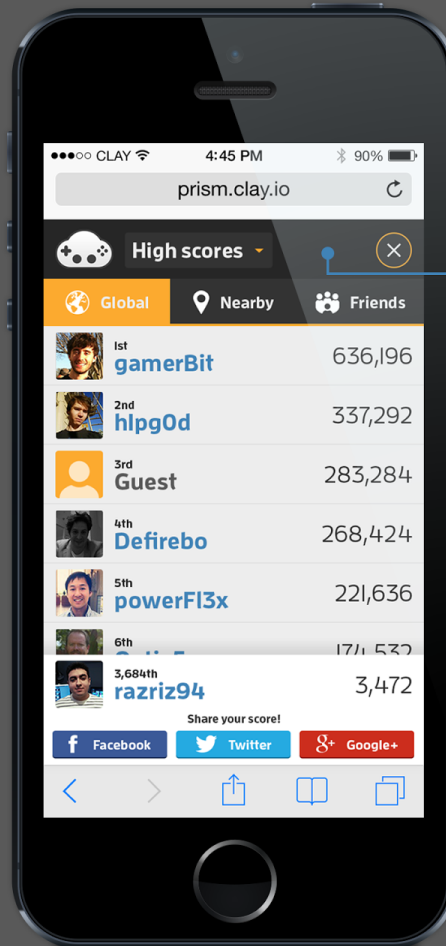 CLAY 4:45 PM 90%
prism.clay.io
High scores
Global Nearby Friends
1st
gamerBit 636,196
2nd
hlpg0d 337,292
3rd
Guest 283,284
4th
Defirebo 268,424
5th
powerFl3x 221,636
6th
174,532
3,684th
razriz94 3,472
Share your score!
f Facebook Twitter g+ Google+